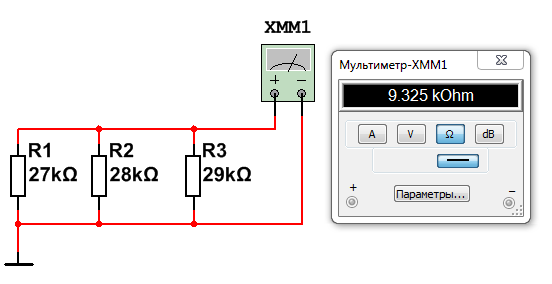 XMM1
+ −
R1
27kΩ
R2
28kΩ
R3
29kΩ
Мультиметр-XMM1
9.325 kOhm
A V Ω dB
+ −
Параметры...